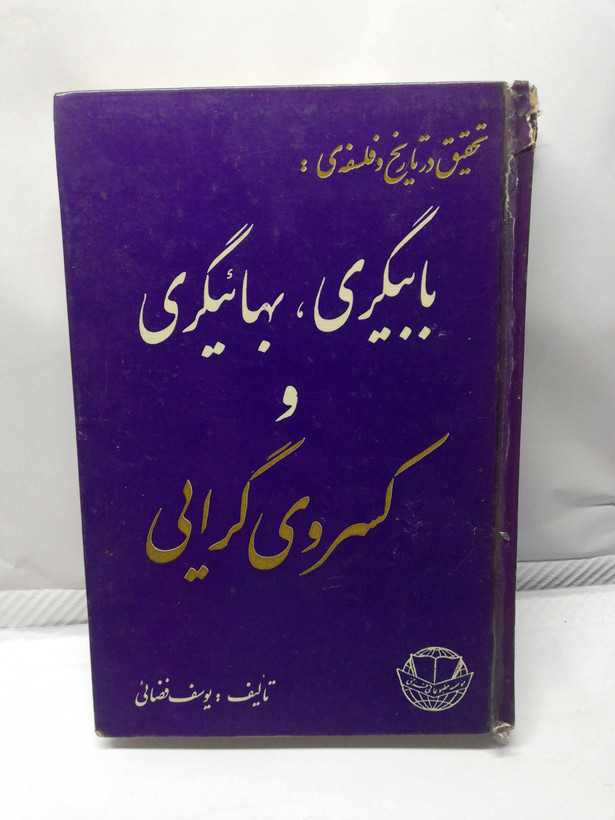 تحقیق در تاریخ و فلسفه‌ی :
بابیگری ، بهائیگری
و
کسروی گرایی
تألیف : یوسف فضائی